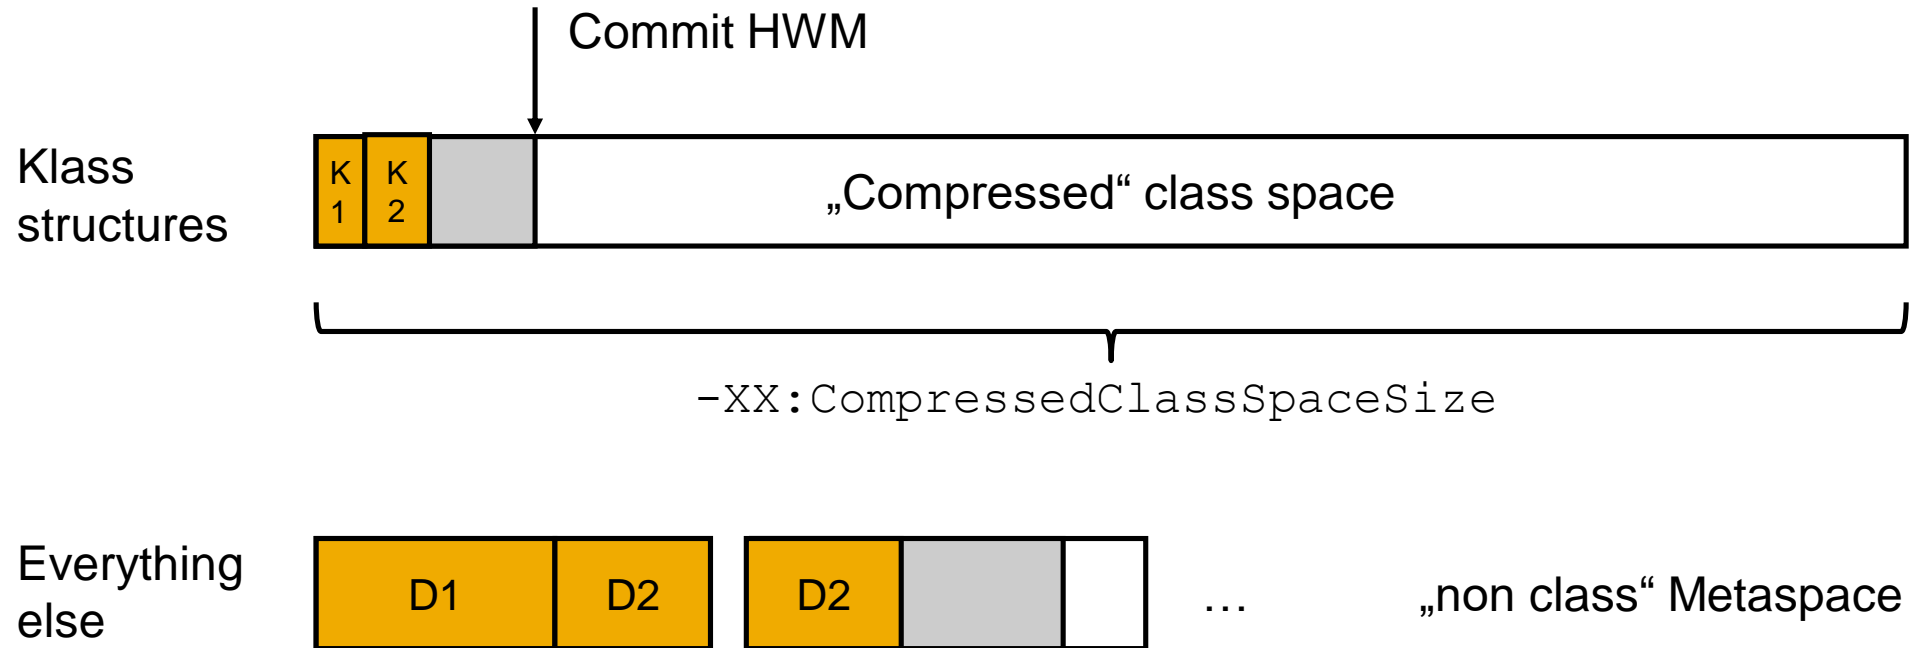 Commit HWM
Klass
structures
K
1
K
2
„Compressed“ class space
-XX:CompressedClassSpaceSize
Everything
else
D1
D2
D2
...
„non class“ Metaspace